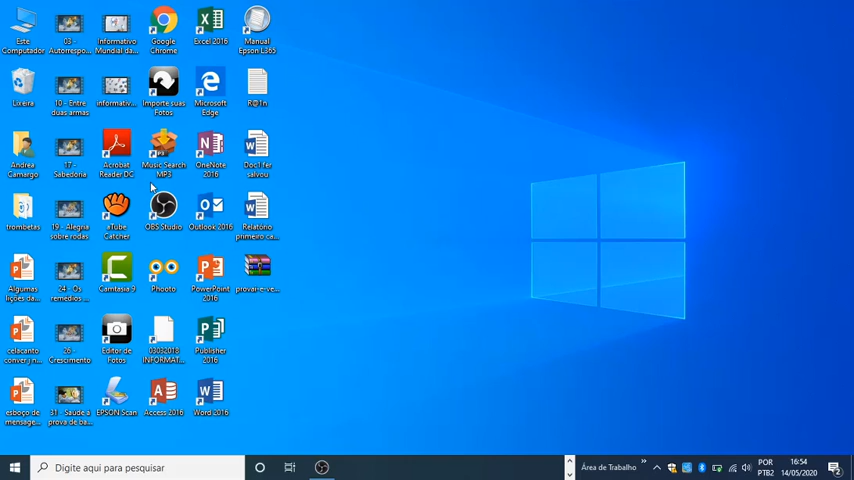 Este
Computador
03 -
Autorrespo...
Informativo
Mundial da...
Google
Chrome
Excel 2016
Manual
Epson L365
Lixeira
10 - Entre
duas armas
informativ...
Importe suas
Fotos
Microsoft
Edge
R@1n
Andrea
Camargo
17 -
Sabedoria
Acrobat
Reader DC
Music Search
MP3
OneNote
2016
Doc1 fer
salvou
trombetas
19 - Alegria
sobre rodas
aTube
Catcher
OBS Studio
Outlook 2016
Relatório
primeiro ca...
Algumas
lições da...
24 - Os
remédios ...
Camtasia 9
Phooto
PowerPoint
2016
provai-e-ve...
celacanto
conver j n...
26 -
Crescimento
Editor de
Fotos
03032018
INFORMAT...
Publisher
2016
esboço de
mensage...
31 - Saúde à
prova de ba...
EPSON Scan
Access 2016
Word 2016
Digite aqui para pesquisar
Área de Trabalho
POR
PTB2
16:54
14/05/2020
2